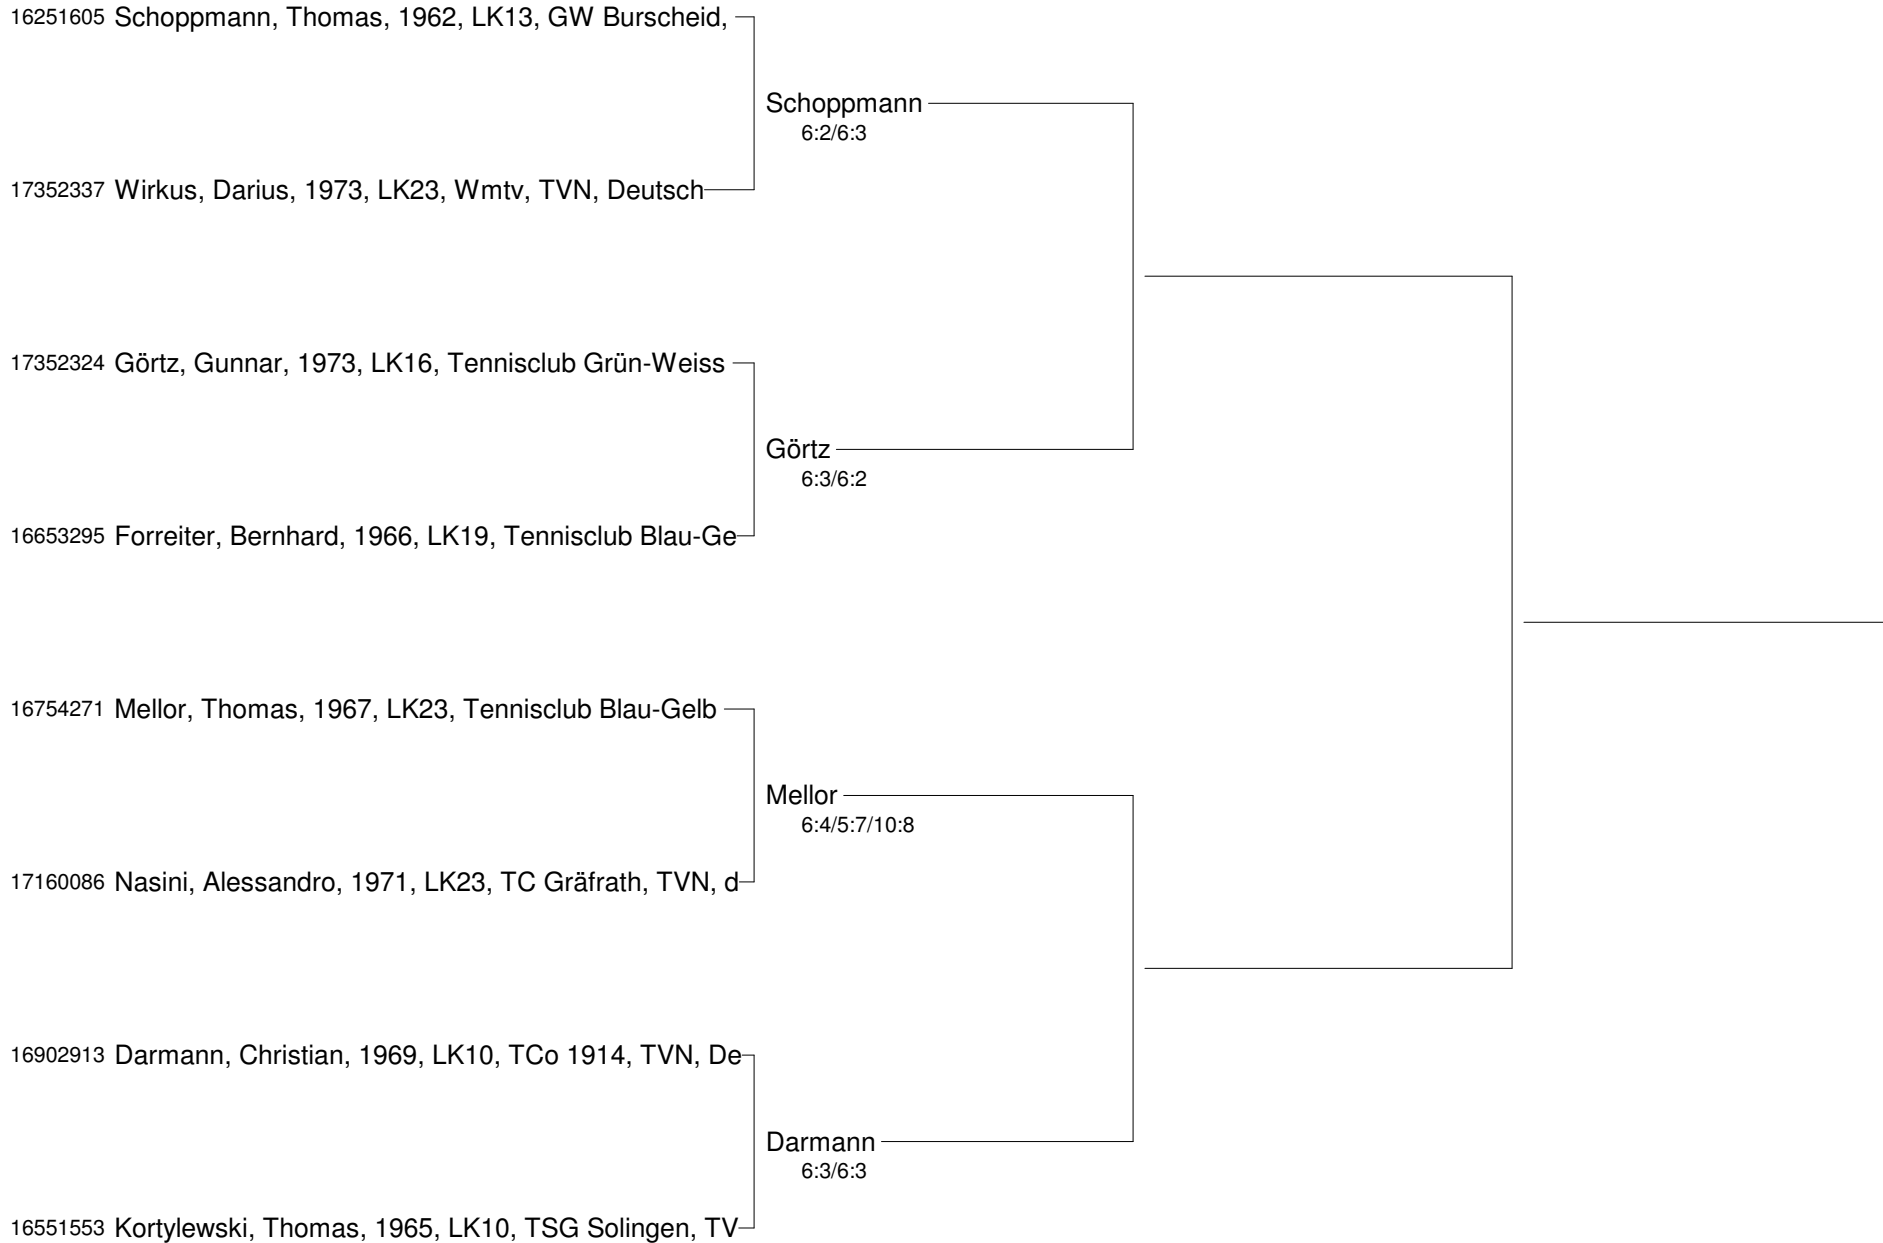 16251605 Schoppmann, Thomas, 1962, LK13, GW Burscheid,
Schoppmann
6:2/6:3
17352337 Wirkus, Darius, 1973, LK23, Wmtv, TVN, Deutsch
17352324 Görtz, Gunnar, 1973, LK16, Tennisclub Grün-Weiss
Görtz
6:3/6:2
16653295 Forreiter, Bernhard, 1966, LK19, Tennisclub Blau-Ge
16754271 Mellor, Thomas, 1967, LK23, Tennisclub Blau-Gelb
Mellor
6:4/5:7/10:8
17160086 Nasini, Alessandro, 1971, LK23, TC Gräfrath, TVN, d
16902913 Darmann, Christian, 1969, LK10, TCo 1914, TVN, De
Darmann
6:3/6:3
16551553 Kortylewski, Thomas, 1965, LK10, TSG Solingen, TV